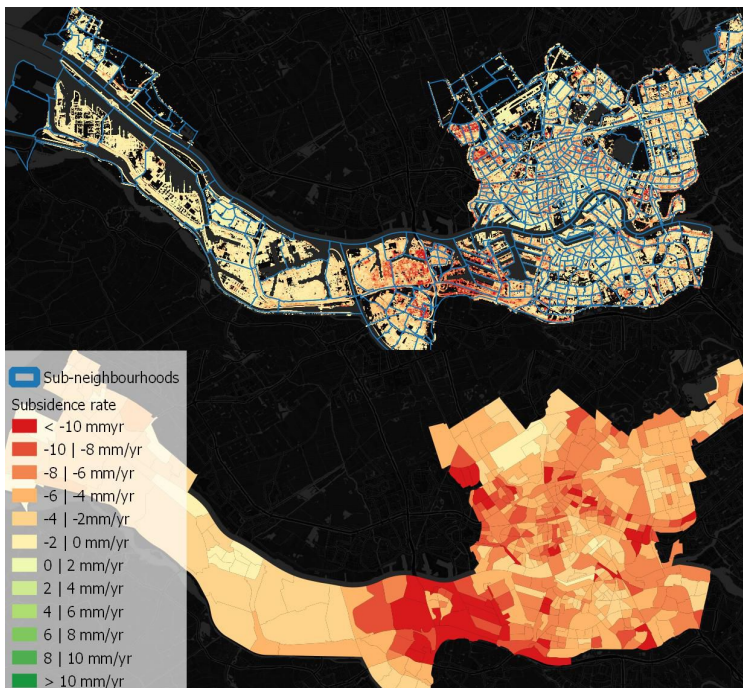 Sub-neighbourhoods
Subsidence rate
< -10 mmyr
-10 | -8 mm/yr
-8 | -6 mm/yr
-6 | -4 mm/yr
-4 | -2mm/yr
-2 | 0 mm/yr
0 | 2 mm/yr
2 | 4 mm/yr
4 | 6 mm/yr
6 | 8 mm/yr
8 | 10 mm/yr
> 10 mm/yr